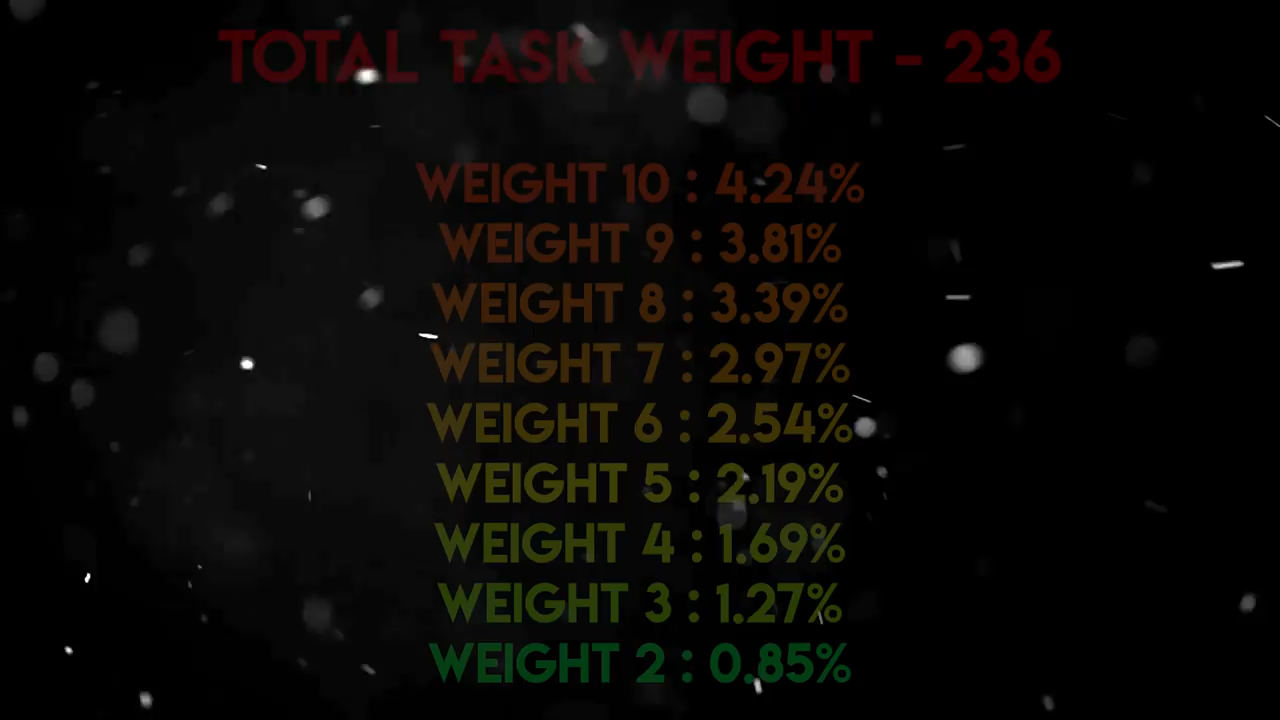 TOTAL TASK WEIGHT - 236
WEIGHT 10 : 4.24%
WEIGHT 9 : 3.81%
WEIGHT 8 : 3.39%
WEIGHT 7 : 2.97%
WEIGHT 6 : 2.54%
WEIGHT 5 : 2.19%
WEIGHT 4 : 1.69%
WEIGHT 3 : 1.27%
WEIGHT 2 : 0.85%